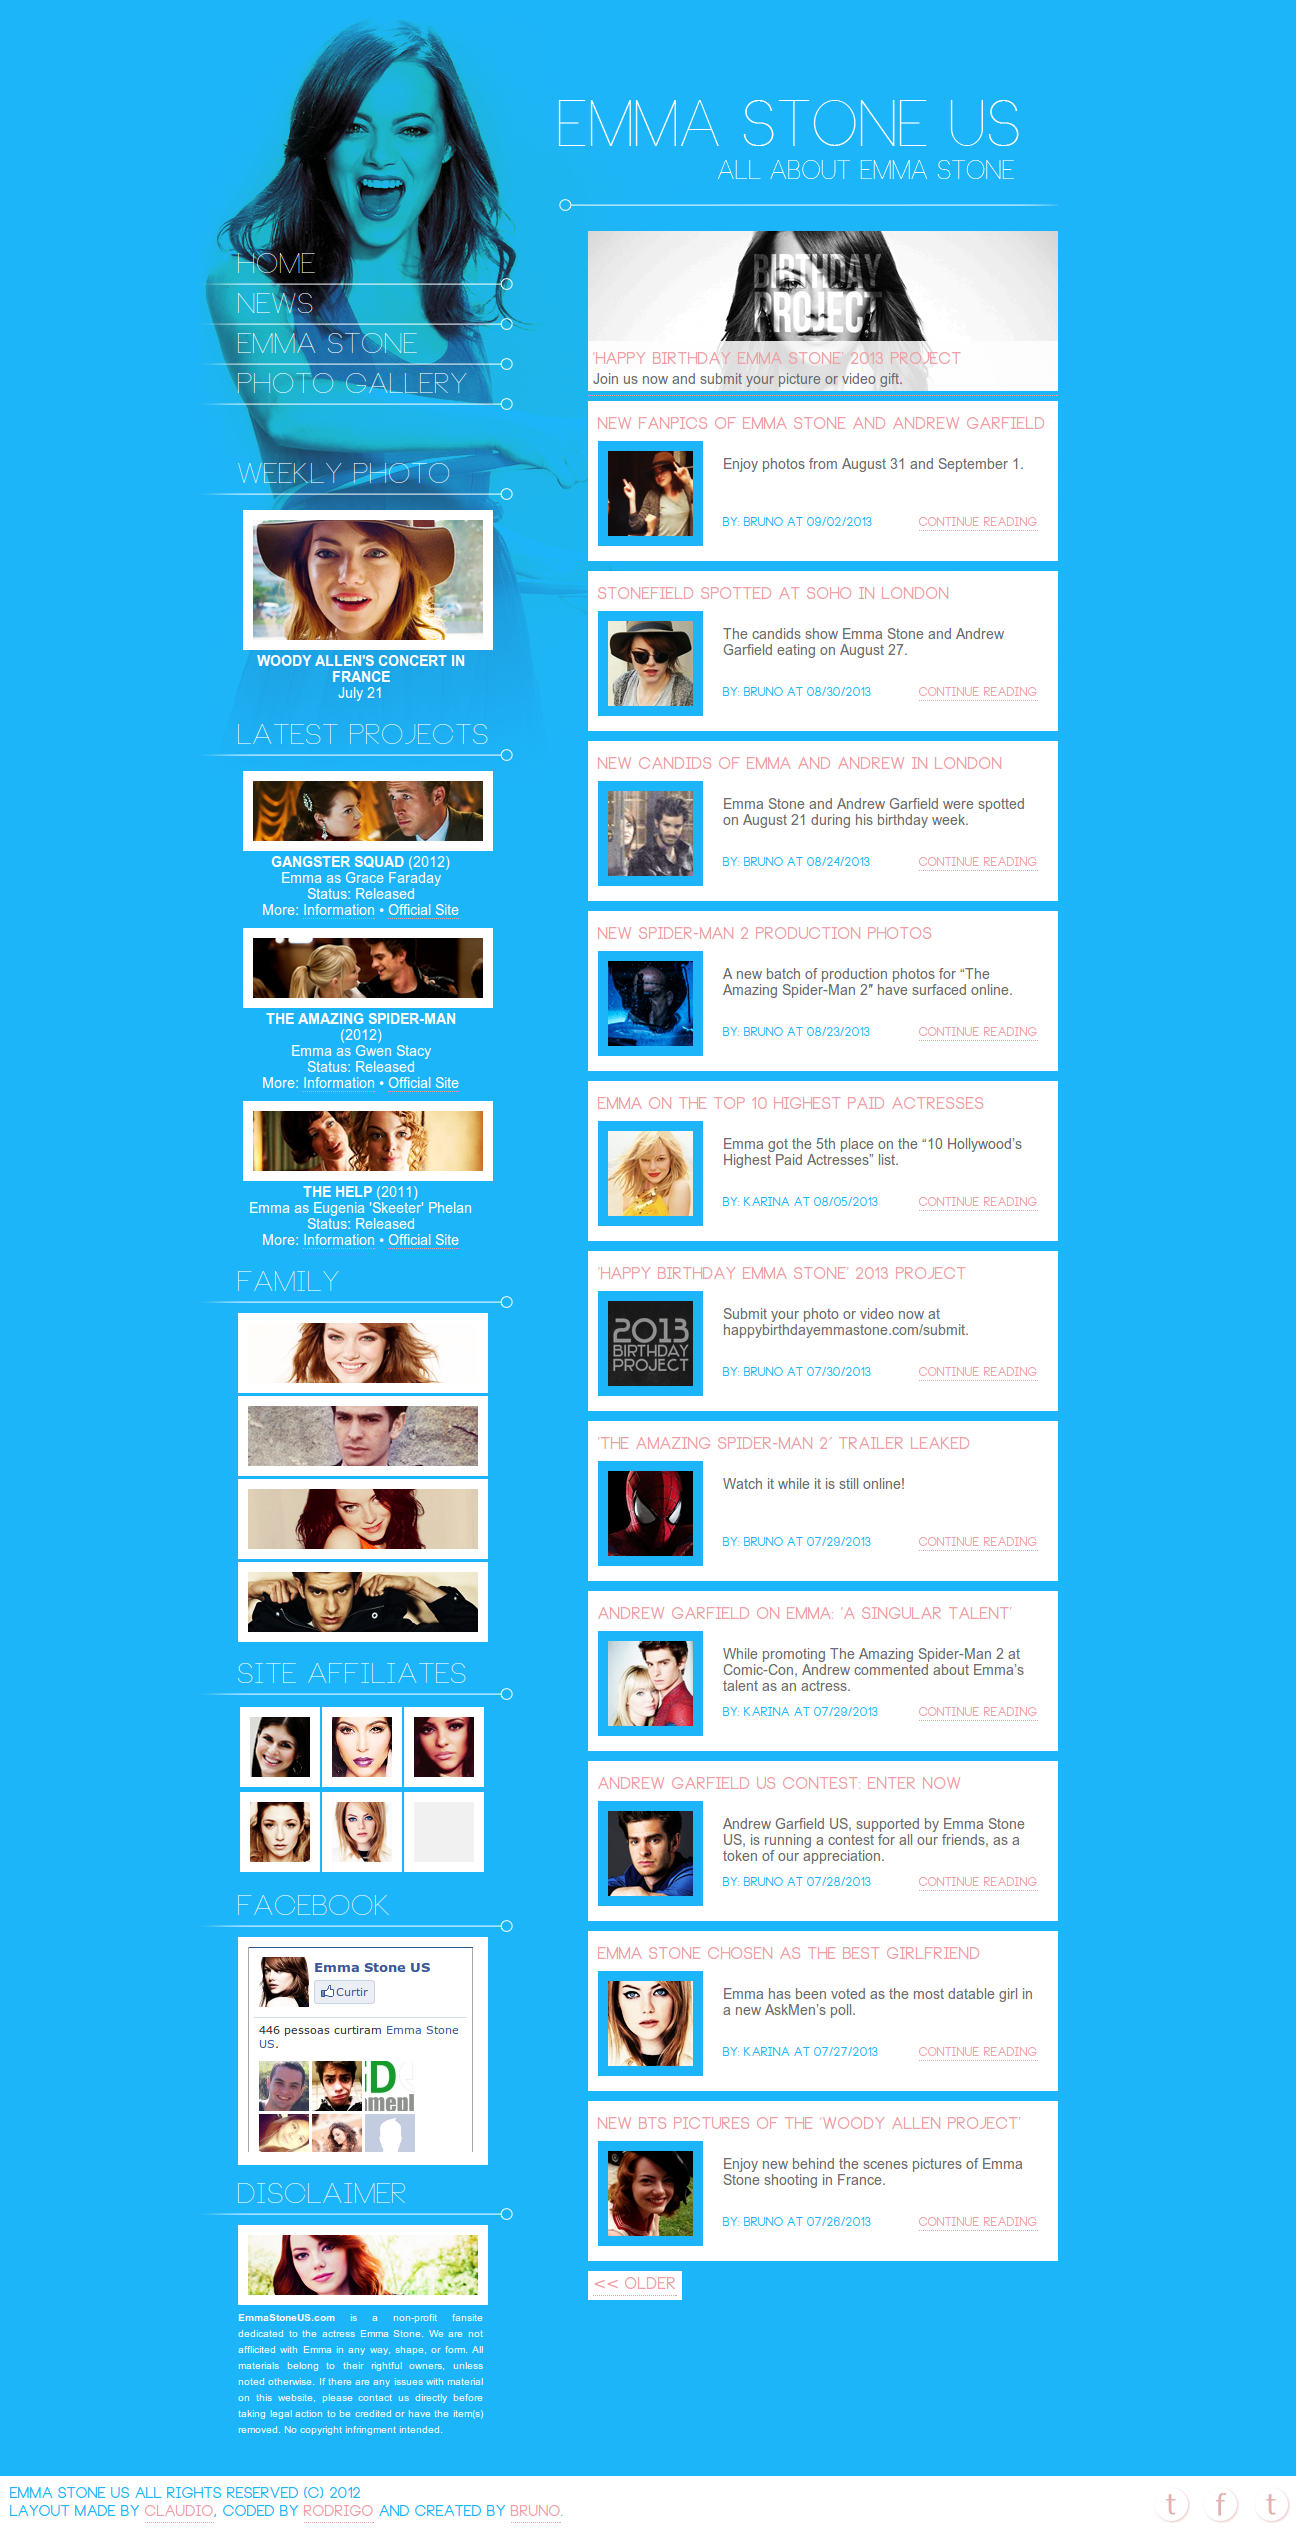 EMMA STONE US
ALL ABOUT EMMA STONE
HOME
NEWS
EMMA STONE
PHOTO GALLERY
WEEKLY PHOTO
WOODY ALLEN'S CONCERT IN
FRANCE
July 21
LATEST PROJECTS
GANGSTER SQUAD (2012)
Emma as Grace Faraday
Status: Released
More: Information • Official Site
THE AMAZING SPIDER-MAN
(2012)
Emma as Gwen Stacy
Status: Released
More: Information • Official Site
THE HELP (2011)
Emma as Eugenia 'Skeeter' Phelan
Status: Released
More: Information • Official Site
FAMILY
SITE AFFILIATES
FACEBOOK
Emma Stone US
Curtir
446 pessoas curtiram Emma Stone
US.
D
menI
DISCLAIMER
EmmaStoneUS.com is a non-profit fansite
dedicated to the actress Emma Stone. We are not
afflicited with Emma in any way, shape, or form. All
materials belong to their rightful owners, unless
noted otherwise. If there are any issues with material
on this website, please contact us directly before
taking legal action to be credited or have the item(s)
removed. No copyright infringment intended.
BIRTHDAY
PROJECT
'HAPPY BIRTHDAY EMMA STONE' 2013 PROJECT
Join us now and submit your picture or video gift.
NEW FANPICS OF EMMA STONE AND ANDREW GARFIELD
Enjoy photos from August 31 and September 1.
BY: BRUNO AT 09/02/2013 CONTINUE READING
STONEFIELD SPOTTED AT SOHO IN LONDON
The candids show Emma Stone and Andrew
Garfield eating on August 27.
BY: BRUNO AT 08/30/2013 CONTINUE READING
NEW CANDIDS OF EMMA AND ANDREW IN LONDON
Emma Stone and Andrew Garfield were spotted
on August 21 during his birthday week.
BY: BRUNO AT 08/24/2013 CONTINUE READING
NEW SPIDER-MAN 2 PRODUCTION PHOTOS
A new batch of production photos for “The
Amazing Spider-Man 2″ have surfaced online.
BY: BRUNO AT 08/23/2013 CONTINUE READING
EMMA ON THE TOP 10 HIGHEST PAID ACTRESSES
Emma got the 5th place on the “10 Hollywood’s
Highest Paid Actresses” list.
BY: KARINA AT 08/05/2013 CONTINUE READING
'HAPPY BIRTHDAY EMMA STONE' 2013 PROJECT
2013
BIRTHDAY
PROJECT
Submit your photo or video now at
happybirthdayemmastone.com/submit.
BY: BRUNO AT 07/30/2013 CONTINUE READING
'THE AMAZING SPIDER-MAN 2' TRAILER LEAKED
Watch it while it is still online!
BY: BRUNO AT 07/29/2013 CONTINUE READING
ANDREW GARFIELD ON EMMA: 'A SINGULAR TALENT'
While promoting The Amazing Spider-Man 2 at
Comic-Con, Andrew commented about Emma’s
talent as an actress.
BY: KARINA AT 07/29/2013 CONTINUE READING
ANDREW GARFIELD US CONTEST: ENTER NOW
Andrew Garfield US, supported by Emma Stone
US, is running a contest for all our friends, as a
token of our appreciation.
BY: BRUNO AT 07/28/2013 CONTINUE READING
EMMA STONE CHOSEN AS THE BEST GIRLFRIEND
Emma has been voted as the most datable girl in
a new AskMen’s poll.
BY: KARINA AT 07/27/2013 CONTINUE READING
NEW BTS PICTURES OF THE 'WOODY ALLEN PROJECT'
Enjoy new behind the scenes pictures of Emma
Stone shooting in France.
BY: BRUNO AT 07/26/2013 CONTINUE READING
<< OLDER
EMMA STONE US ALL RIGHTS RESERVED (C) 2012
LAYOUT MADE BY CLAUDIO, CODED BY RODRIGO AND CREATED BY BRUNO.
t f t